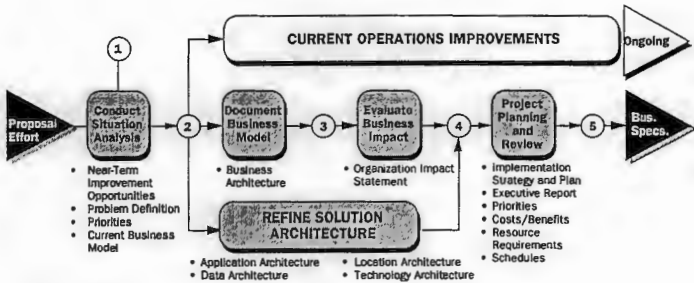 CURRENT OPERATIONS IMPROVEMENTS
Ongoing
1
Proposal
Effort
Conduct
Situation
Analysis
2
Document
Business
Model
3
Evaluate
Business
Impact
4
Project
Planning
and
Review
5
Bus.
Specs.
• Near-Term
Improvement
Opportunities
• Problem Definition
• Priorities
• Current Business
Model
• Business
Architecture
• Organization Impact
Statement
• Implementation
Strategy and Plan
• Executive Report
• Priorities
• Costs/Benefits
• Resource
Requirements
• Schedules
REFINE SOLUTION
ARCHITECTURE
• Application Architecture
• Data Architecture
• Location Architecture
• Technology Architecture